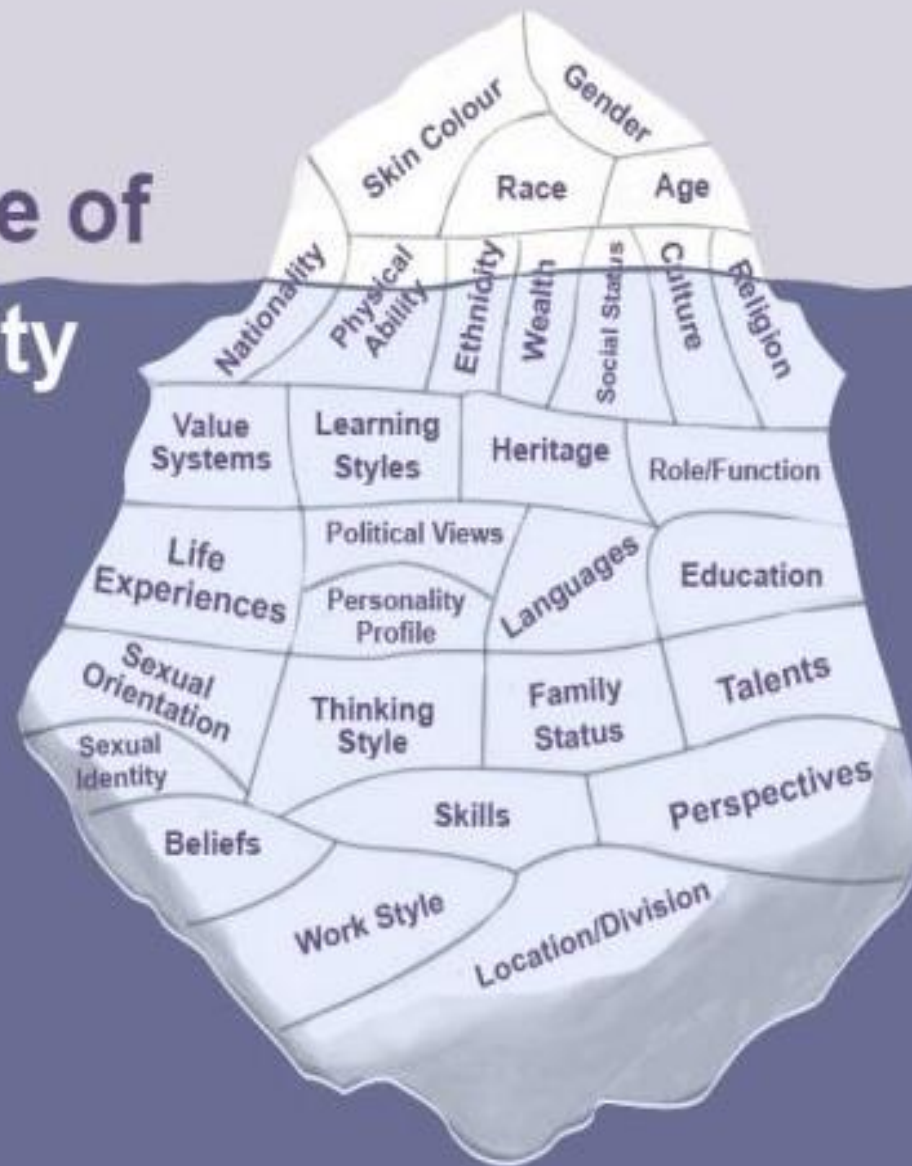 Gender
Skin Colour
Race
Age
e of
ty
Nationality
Physical
Ability
Ethnicity
Wealth
Social Status
Culture
Religion
Value
Systems
Learning
Styles
Heritage
Role/Function
Life
Experiences
Political Views
Personality
Profile
Languages
Education
Sexual
Orientation
Thinking
Style
Family
Status
Talents
Sexual
Identity
Skills
Perspectives
Beliefs
Work Style
Location/Division